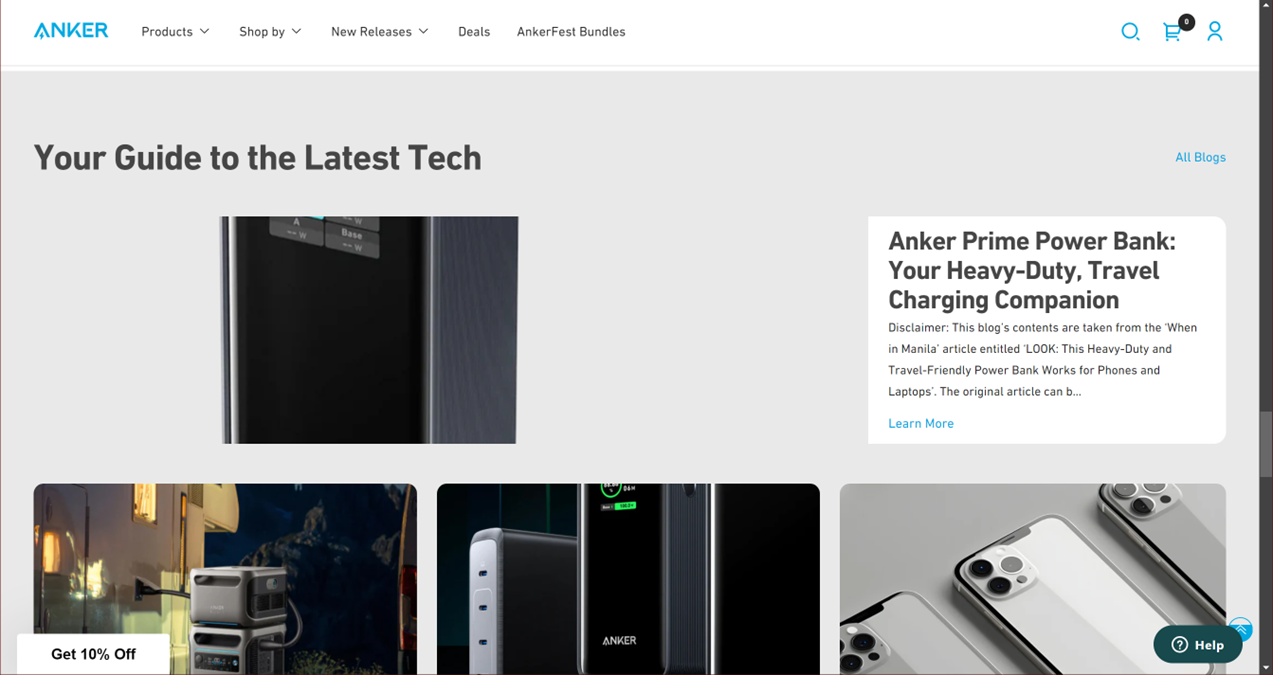 ANKER
Products
Shop by
New Releases
Deals
AnkerFest Bundles
0
Your Guide to the Latest Tech
All Blogs
A
-- W
-- W
Base
-- W
Anker Prime Power Bank:
Your Heavy-Duty, Travel
Charging Companion
Disclaimer: This blog's contents are taken from the 'When
in Manila' article entitled 'LOOK: This Heavy-Duty and
Travel-Friendly Power Bank Works for Phones and
Laptops'. The original article can b...
Learn More
ANKER
Get 10% Off
Help